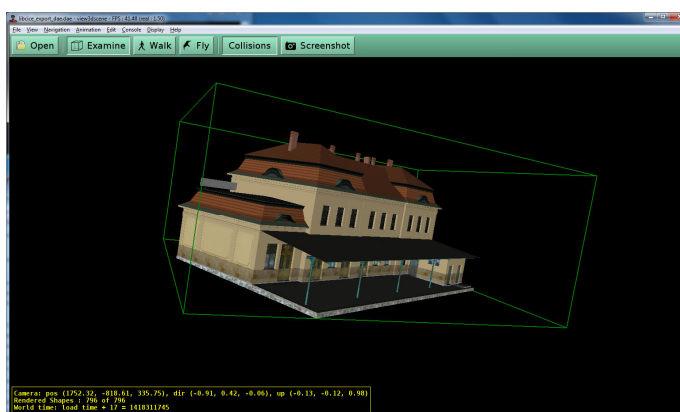 libcice_export_dae.dae - view3dscene - FPS : 41.48 (real : 1.50)
File View Navigation Animation Edit Console Display Help
Open Examine Walk Fly Collisions Screenshot
Camera: pos (1752.32, -818.61, 335.75), dir (-0.91, 0.42, -0.06), up (-0.13, -0.12, 0.98)
Rendered Shapes : 796 of 796
World time: load time + 17 = 1418311745